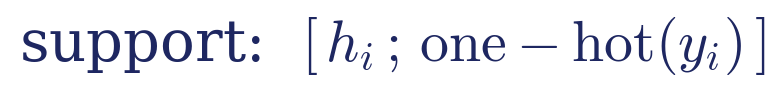 support: [ h_i ; one − hot(y_i) ]